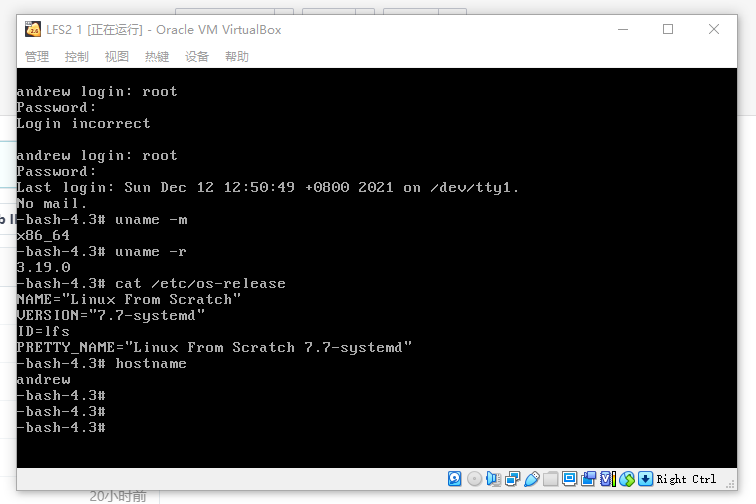 LFS2 1 [正在运行] - Oracle VM VirtualBox
管理 控制 视图 热键 设备 帮助
andrew login: root
Password:
Login incorrect
andrew login: root
Password:
Last login: Sun Dec 12 12:50:49 +0800 2021 on /dev/tty1.
No mail.
-bash-4.3# uname -m
x86_64
-bash-4.3# uname -r
3.19.0
-bash-4.3# cat /etc/os-release
NAME="Linux From Scratch"
VERSION="7.7-systemd"
ID=lfs
PRETTY_NAME="Linux From Scratch 7.7-systemd"
-bash-4.3# hostname
andrew
-bash-4.3#
-bash-4.3#
-bash-4.3#
Right Ctrl
20小时前